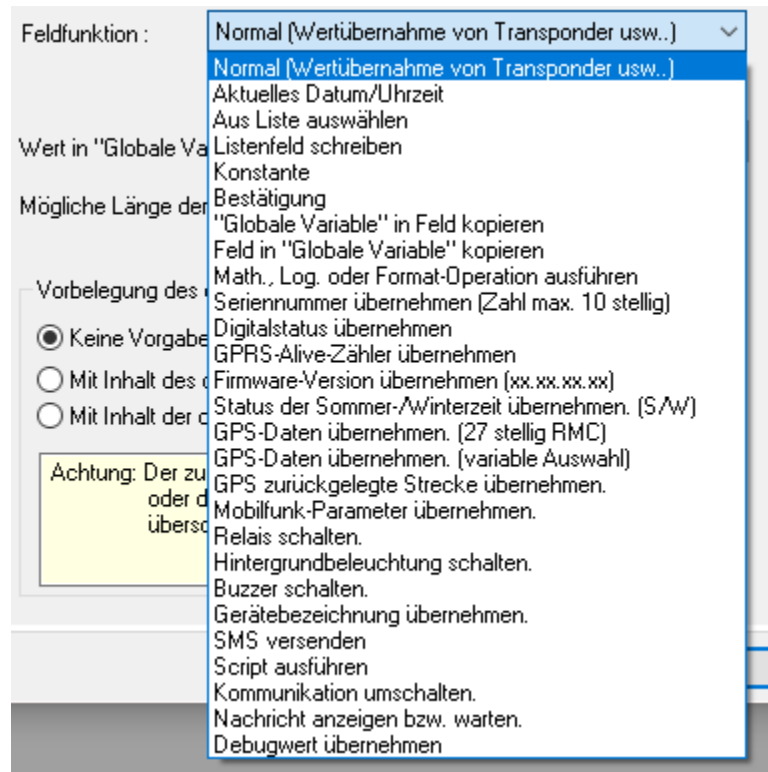 Feldfunktion :
Normal (Wertübernahme von Transponder usw..)
Normal (Wertübernahme von Transponder usw..)
Aktuelles Datum/Uhrzeit
Aus Liste auswählen
Wert in "Globale Va
Listenfeld schreiben
Konstante
Mögliche Länge der
Bestätigung
"Globale Variable" in Feld kopieren
Feld in "Globale Variable" kopieren
Math., Log. oder Format-Operation ausführen
Vorbelegung des
Seriennummer übernehmen (Zahl max. 10 stellig)
Digitalstatus übernehmen
Keine Vorgabe
GPRS-Alive-Zähler übernehmen
Mit Inhalt des
Firmware-Version übernehmen (xx.xx.xx.xx)
Status der Sommer-/Winterzeit übernehmen. (S/W)
Mit Inhalt der
GPS-Daten übernehmen. (27 stellig RMC)
GPS-Daten übernehmen. (variable Auswahl)
Achtung: Der zu
GPS zurückgelegte Strecke übernehmen.
oder d
Mobilfunk-Parameter übernehmen.
übersc
Relais schalten.
Hintergrundbeleuchtung schalten.
Buzzer schalten.
Gerätebezeichnung übernehmen.
SMS versenden
Script ausführen
Kommunikation umschalten.
Nachricht anzeigen bzw. warten.
Debugwert übernehmen